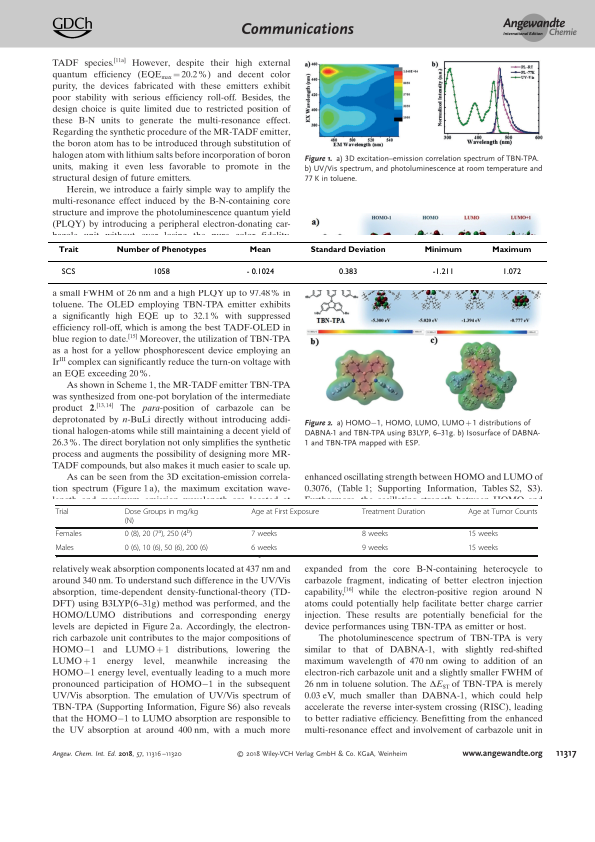 GDCh
Communications
Angewandte
International Edition
Chemie
TADF species.[11a] However, despite their high external
quantum efficiency (EQEmax = 20.2 %) and decent color
purity, the devices fabricated with these emitters exhibit
poor stability with serious efficiency roll-off. Besides, the
design choice is quite limited due to restricted position of
these B-N units to generate the multi-resonance effect.
Regarding the synthetic procedure of the MR-TADF emitter,
the boron atom has to be introduced through substitution of
halogen atom with lithium salts before incorporation of boron
units, making it even less favorable to promote in the
structural design of future emitters.
Herein, we introduce a fairly simple way to amplify the
multi-resonance effect induced by the B-N-containing core
structure and improve the photoluminescence quantum yield
(PLQY) by introducing a peripheral electron-donating car-
a)
EX Wavelength (nm)
EM Wavelength (nm)
b)
Normalized Intensity (a.u.)
PL-RT
PL-77K
UV-Vis
300 400 500 600
Wavelength (nm)
Figure 1. a) 3D excitation–emission correlation spectrum of TBN-TPA.
b) UV/Vis spectrum, and photoluminescence at room temperature and
77 K in toluene.
a)
HOMO-1 HOMO LUMO LUMO+1
Trait Number of Phenotypes Mean Standard Deviation Minimum Maximum
SCS 1058 - 0.1024 0.383 -1.211 1.072
a small FWHM of 26 nm and a high PLQY up to 97.48 % in
toluene. The OLED employing TBN-TPA emitter exhibits
a significantly high EQE up to 32.1 % with suppressed
efficiency roll-off, which is among the best TADF-OLED in
blue region to date.[15] Moreover, the utilization of TBN-TPA
as a host for a yellow phosphorescent device employing an
IrIII complex can significantly reduce the turn-on voltage with
an EQE exceeding 20 %.
As shown in Scheme 1, the MR-TADF emitter TBN-TPA
was synthesized from one-pot borylation of the intermediate
product 2.[13,14] The para-position of carbazole can be
deprotonated by n-BuLi directly without introducing addi-
tional halogen-atoms while still maintaining a decent yield of
26.3 %. The direct borylation not only simplifies the synthetic
process and augments the possibility of designing more MR-
TADF compounds, but also makes it much easier to scale up.
As can be seen from the 3D excitation-emission correla-
tion spectrum (Figure 1 a), the maximum excitation wave-
TBN-TPA
-5.300 eV -5.020 eV -1.394 eV -0.777 eV
b)
c)
Figure 2. a) HOMO−1, HOMO, LUMO, LUMO + 1 distributions of
DABNA-1 and TBN-TPA using B3LYP, 6–31g. b) Isosurface of DABNA-
1 and TBN-TPA mapped with ESP.
enhanced oscillating strength between HOMO and LUMO of
0.3076, (Table 1; Supporting Information, Tables S2, S3).
Trial Dose Groups in mg/kg (N) Age at First Exposure Treatment Duration Age at Tumor Counts
Females 0 (8), 20 (7a), 250 (4b) 7 weeks 8 weeks 15 weeks
Males 0 (6), 10 (6), 50 (6), 200 (6) 6 weeks 9 weeks 15 weeks
relatively weak absorption components located at 437 nm and
around 340 nm. To understand such difference in the UV/Vis
absorption, time-dependent density-functional-theory (TD-
DFT) using B3LYP(6–31g) method was performed, and the
HOMO/LUMO distributions and corresponding energy
levels are depicted in Figure 2 a. Accordingly, the electron-
rich carbazole unit contributes to the major compositions of
HOMO−1 and LUMO + 1 distributions, lowering the
LUMO + 1 energy level, meanwhile increasing the
HOMO−1 energy level, eventually leading to a much more
pronounced participation of HOMO−1 in the subsequent
UV/Vis absorption. The emulation of UV/Vis spectrum of
TBN-TPA (Supporting Information, Figure S6) also reveals
that the HOMO−1 to LUMO absorption are responsible to
the UV absorption at around 400 nm, with a much more
expanded from the core B-N-containing heterocycle to
carbazole fragment, indicating of better electron injection
capability,[16] while the electron-positive region around N
atoms could potentially help facilitate better charge carrier
injection. These results are potentially beneficial for the
device performances using TBN-TPA as emitter or host.
The photoluminescence spectrum of TBN-TPA is very
similar to that of DABNA-1, with slightly red-shifted
maximum wavelength of 470 nm owing to addition of an
electron-rich carbazole unit and a slightly smaller FWHM of
26 nm in toluene solution. The ΔEST of TBN-TPA is merely
0.03 eV, much smaller than DABNA-1, which could help
accelerate the reverse inter-system crossing (RISC), leading
to better radiative efficiency. Benefitting from the enhanced
multi-resonance effect and involvement of carbazole unit in
Angew. Chem. Int. Ed. 2018, 57, 11316 –11320
© 2018 Wiley-VCH Verlag GmbH & Co. KGaA, Weinheim
www.angewandte.org 11317